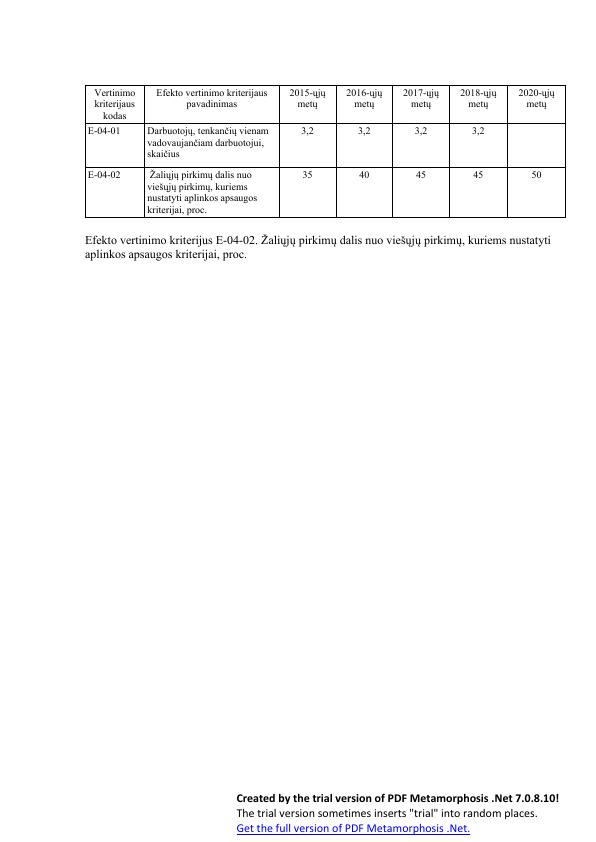 Vertinimo kriterijaus kodas Efekto vertinimo kriterijaus pavadinimas 2015-ųjų metų 2016-ųjų metų 2017-ųjų metų 2018-ųjų metų 2020-ųjų metų
E-04-01 Darbuotojų, tenkančių vienam 3,2 3,2 3,2 3,2
vadovaujančiam darbuotojui,
skaičius
E-04-02 Žaliųjų pirkimų dalis nuo 35 40 45 45 50
viešųjų pirkimų, kuriems
nustatyti aplinkos apsaugos
kriterijai, proc.
Efekto vertinimo kriterijus E-04-02. Žaliųjų pirkimų dalis nuo viešųjų pirkimų, kuriems nustatyti
aplinkos apsaugos kriterijai, proc.
Created by the trial version of PDF Metamorphosis .Net 7.0.8.10!
The trial version sometimes inserts "trial" into random places.
Get the full version of PDF Metamorphosis .Net.